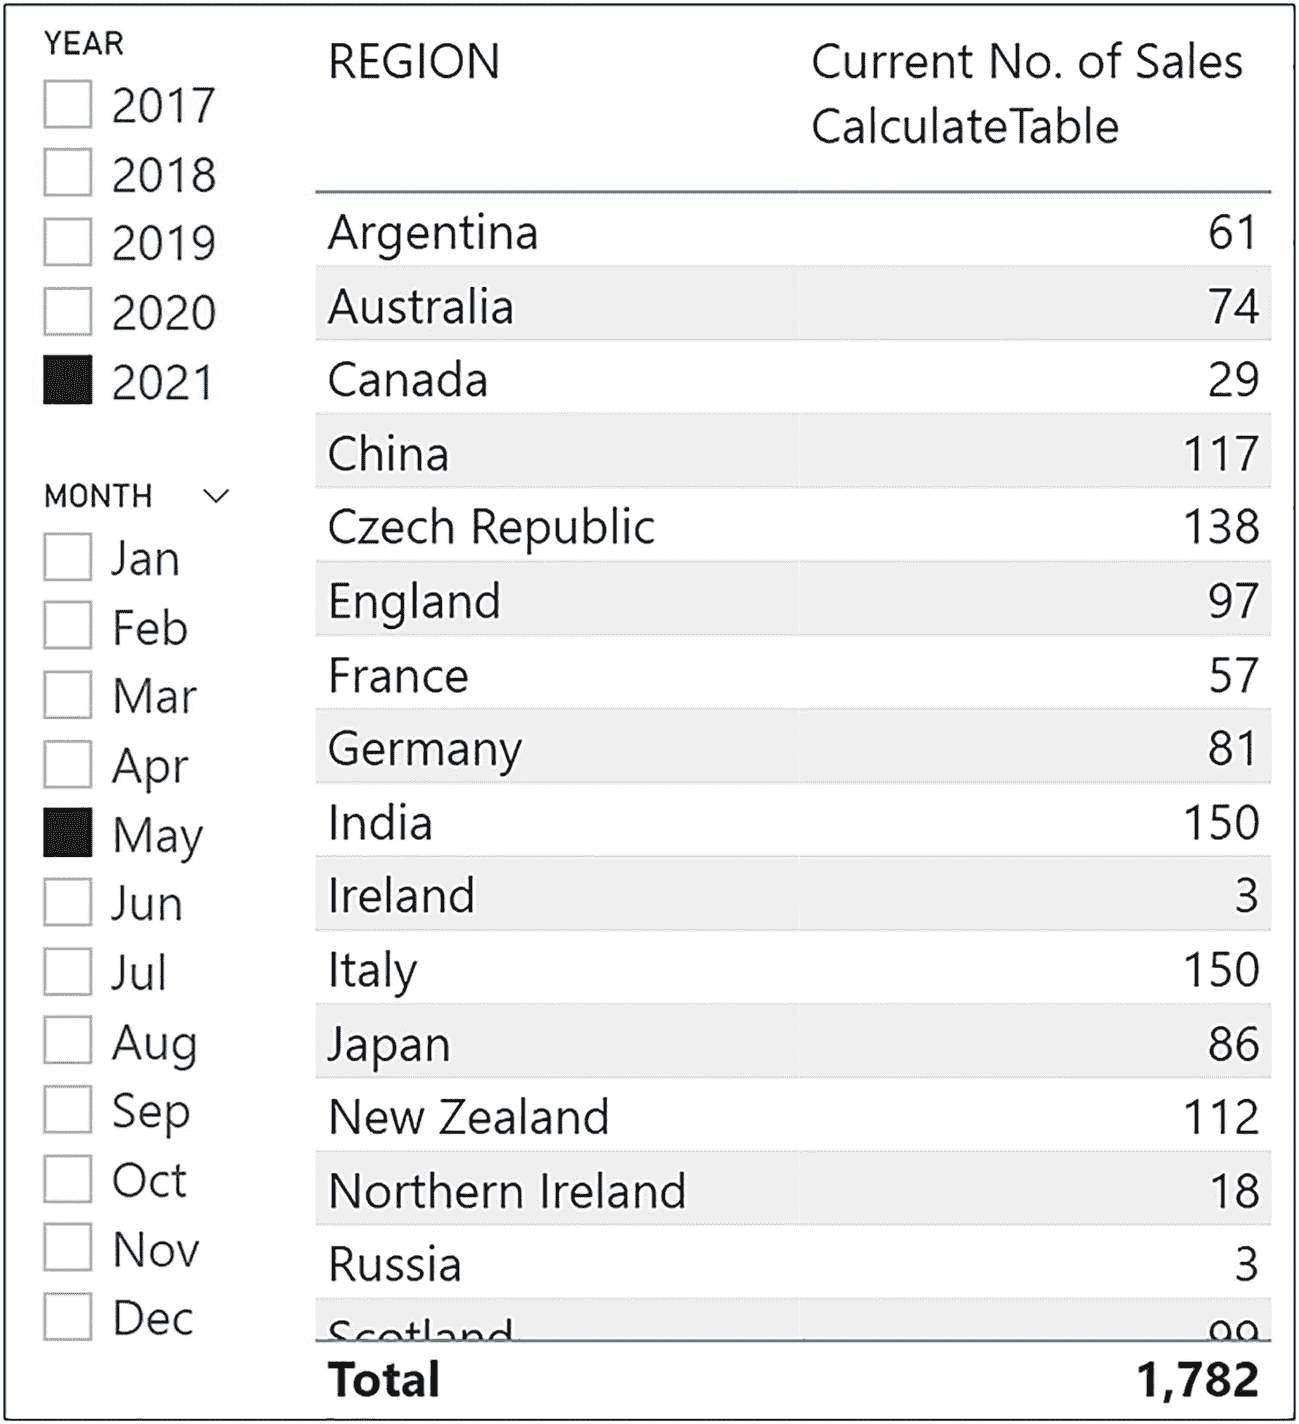 YEAR
2017
2018
2019
2020
2021
MONTH
Jan
Feb
Mar
Apr
May
Jun
Jul
Aug
Sep
Oct
Nov
Dec
REGION Current No. of Sales
CalculateTable
Argentina 61
Australia 74
Canada 29
China 117
Czech Republic 138
England 97
France 57
Germany 81
India 150
Ireland 3
Italy 150
Japan 86
New Zealand 112
Northern Ireland 18
Russia 3
Scotland
Total 1,782